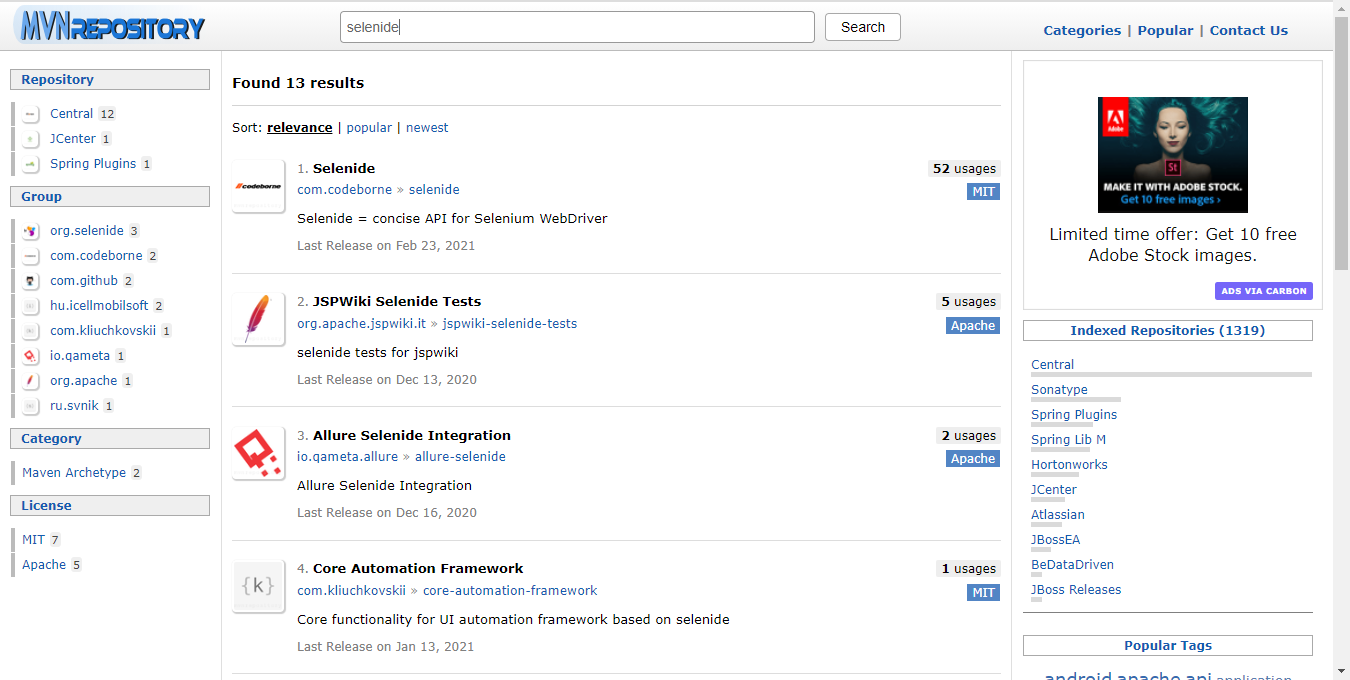 MVNREPOSITORY
selenide
Search
Categories | Popular | Contact Us
Repository
Central 12
JCenter 1
Spring Plugins 1
Group
org.selenide 3
com.codeborne 2
com.github 2
hu.icellmobilsoft 2
com.kliuchkovskii 1
io.qameta 1
org.apache 1
ru.svnik 1
Category
Maven Archetype 2
License
MIT 7
Apache 5
Found 13 results
Sort: relevance | popular | newest
codeborne
1. Selenide
52 usages
com.codeborne » selenide
MIT
Selenide = concise API for Selenium WebDriver
Last Release on Feb 23, 2021
2. JSPWiki Selenide Tests
5 usages
org.apache.jspwiki.it » jspwiki-selenide-tests
Apache
selenide tests for jspwiki
Last Release on Dec 13, 2020
3. Allure Selenide Integration
2 usages
io.qameta.allure » allure-selenide
Apache
Allure Selenide Integration
Last Release on Dec 16, 2020
{k}
4. Core Automation Framework
1 usages
com.kliuchkovskii » core-automation-framework
MIT
Core functionality for UI automation framework based on selenide
Last Release on Jan 13, 2021
Adobe
St
MAKE IT WITH ADOBE STOCK.
Get 10 free images ›
Limited time offer: Get 10 free
Adobe Stock images.
ADS VIA CARBON
Indexed Repositories (1319)
Central
Sonatype
Spring Plugins
Spring Lib M
Hortonworks
JCenter
Atlassian
JBossEA
BeDataDriven
JBoss Releases
Popular Tags
android apache api application